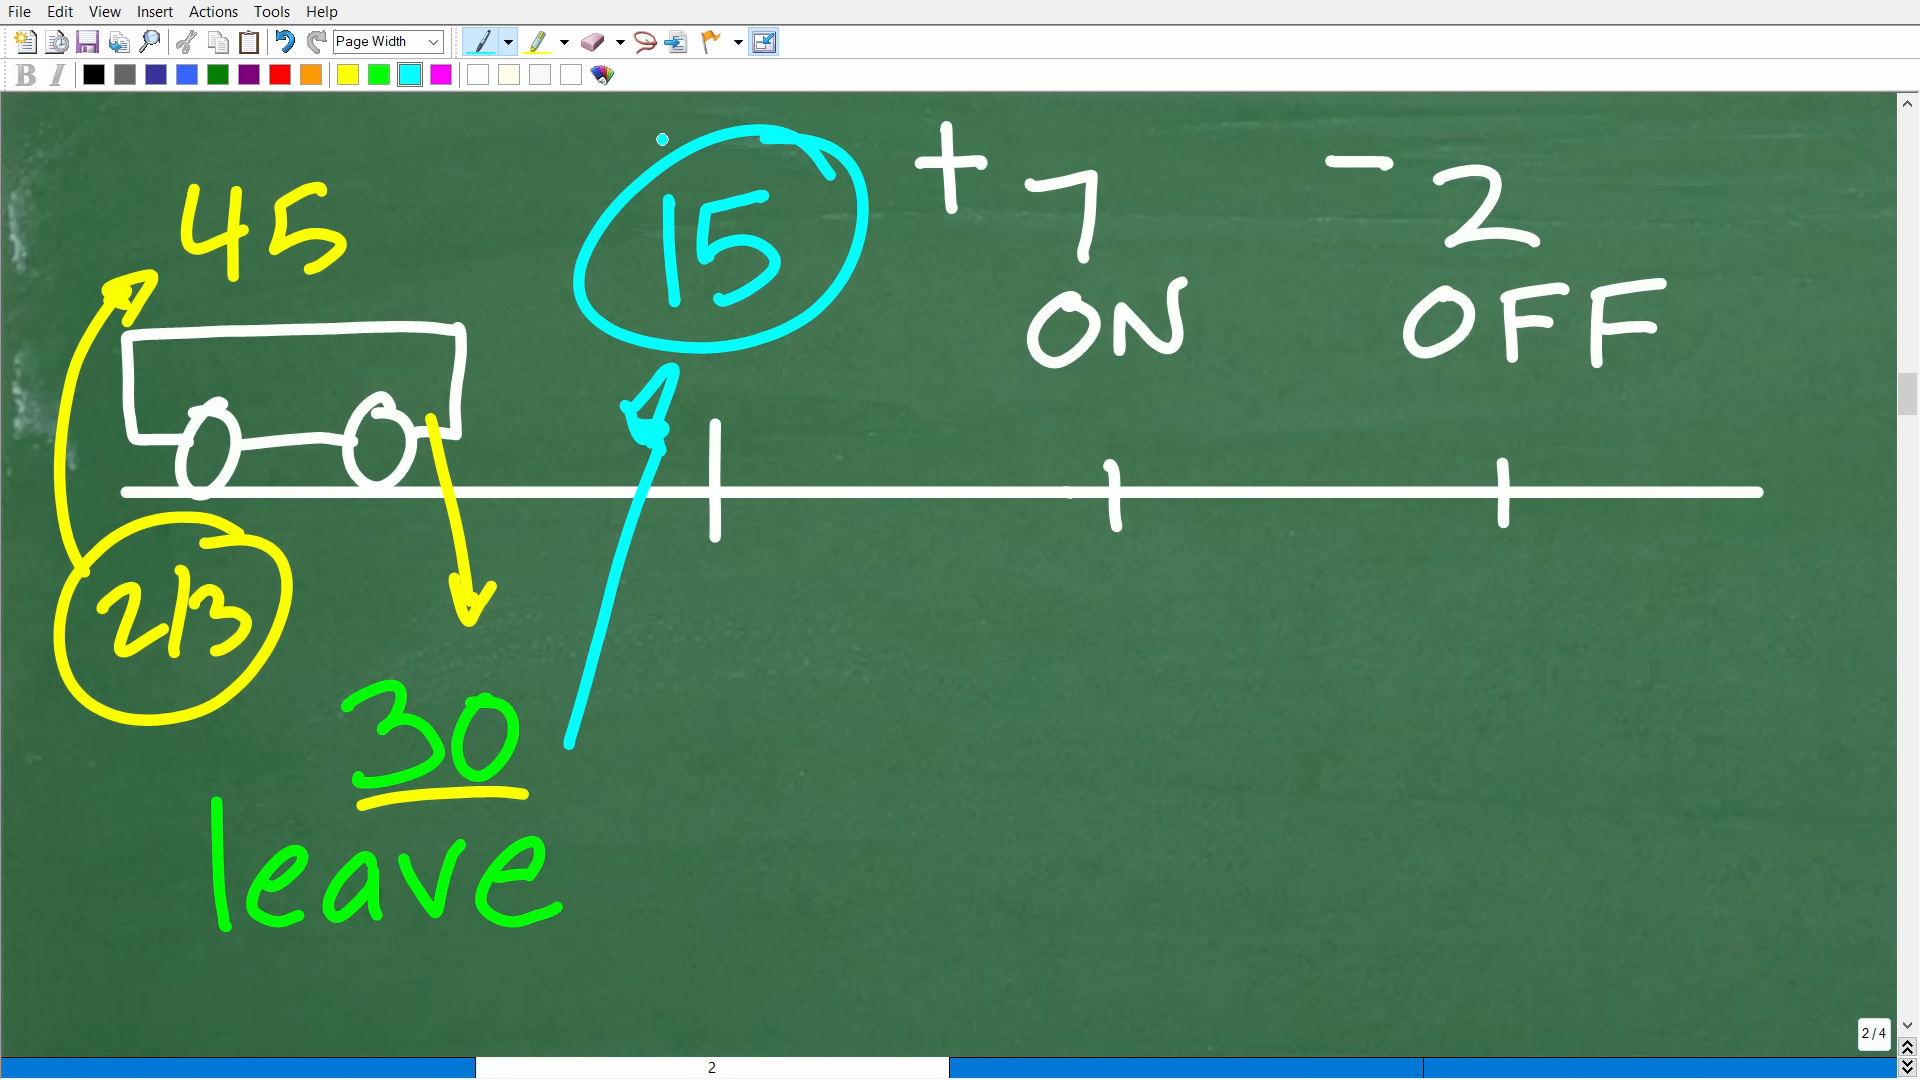 File Edit View Insert Actions Tools Help
Page Width
B I
45
15
+ 7 ON
- 2 OFF
2/3
30
leave
2/4
2